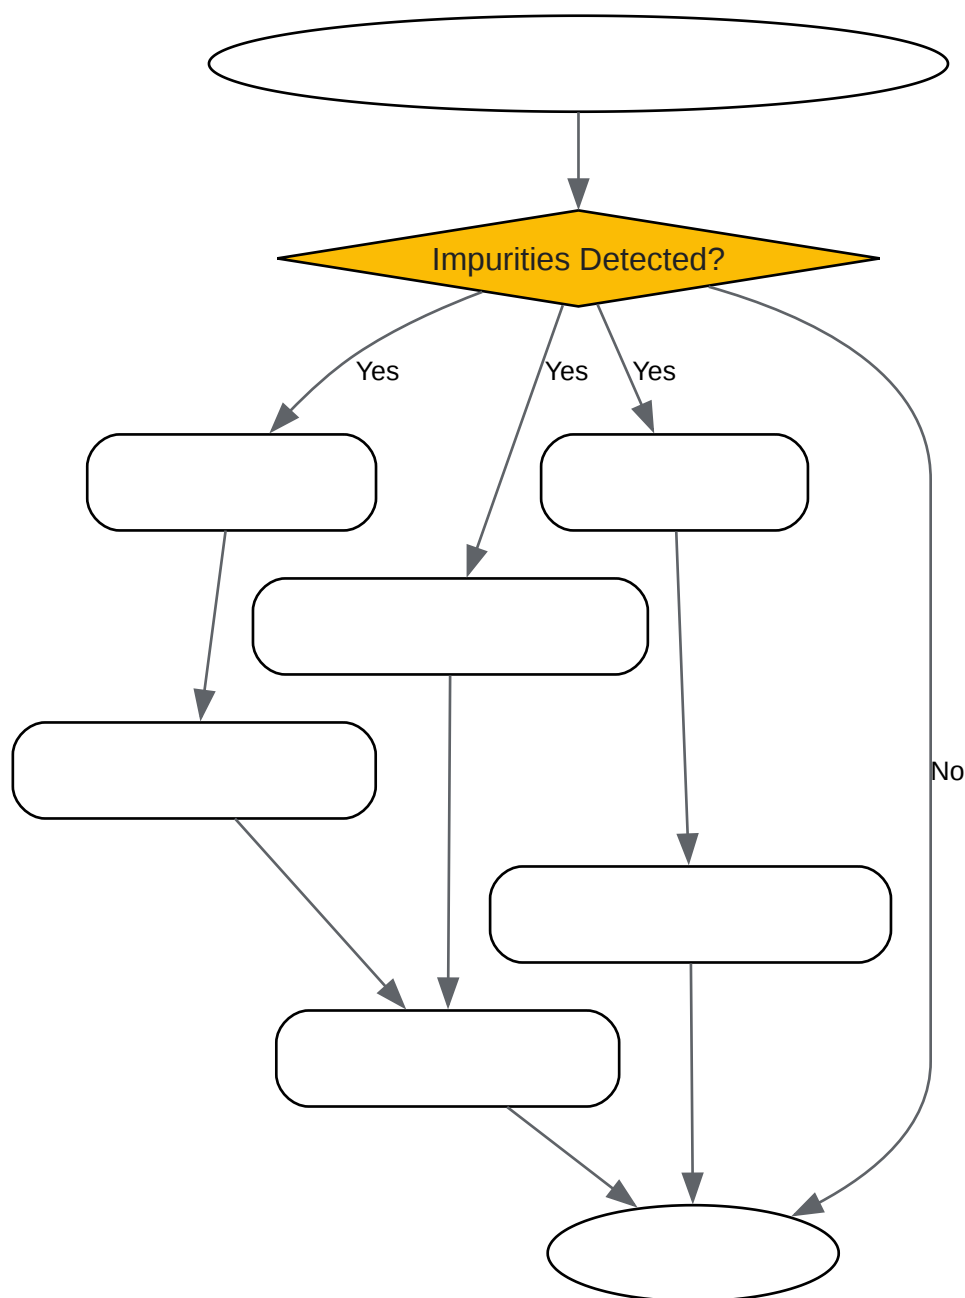 Impurities Detected?
Yes
Yes
Yes
No